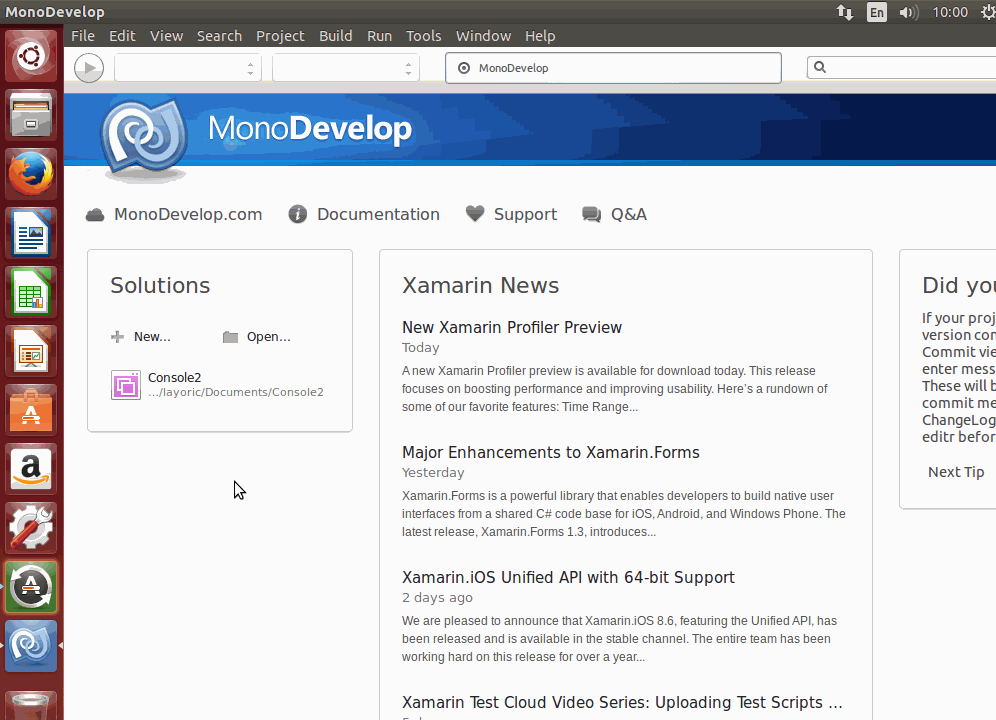 MonoDevelop
En
10:00
File Edit View Search Project Build Run Tools Window Help
MonoDevelop
MonoDevelop
MonoDevelop.com
Documentation
Support
Q&A
Solutions
New...
Open...
Console2
.../layoric/Documents/Console2
Xamarin News
New Xamarin Profiler Preview
Today
A new Xamarin Profiler preview is available for download today. This release
focuses on boosting performance and improving usability. Here's a rundown of
some of our favorite features: Time Range...
Major Enhancements to Xamarin.Forms
Yesterday
Xamarin.Forms is a powerful library that enables developers to build native user
interfaces from a shared C# code base for iOS, Android, and Windows Phone. The
latest release, Xamarin.Forms 1.3, introduces...
Xamarin.iOS Unified API with 64-bit Support
2 days ago
We are pleased to announce that Xamarin.iOS 8.6, featuring the Unified API, has
been released and is available in the stable channel. The entire team has been
working hard on this release for over a year...
Xamarin Test Cloud Video Series: Uploading Test Scripts ...
Did you
If your proj
version con
Commit vie
enter mess
These will b
commit me
ChangeLog
editr befor
Next Tip